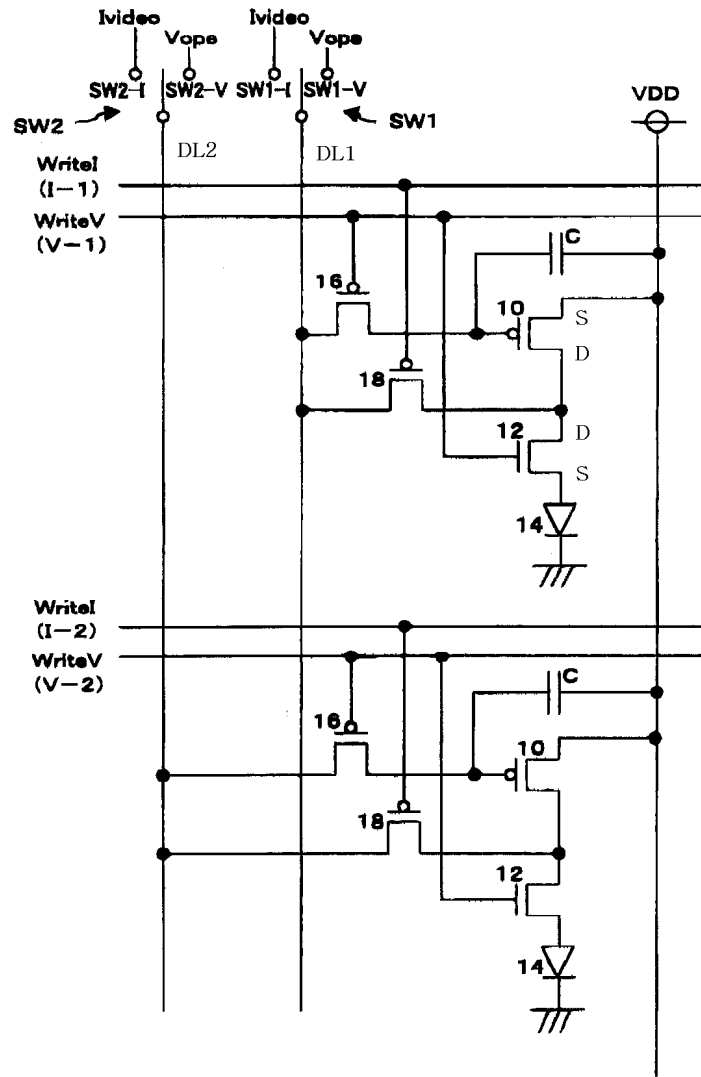 Ivideo Ivideo
Vope Vope
SW2-I SW2-V SW1-I SW1-V
VDD
SW2 SW1
DL2 DL1
WriteI
(I-1)
WriteV
(V-1)
C
16
10
S
D
18
D
12
S
14
WriteI
(I-2)
WriteV
(V-2)
C
16
10
18
12
14